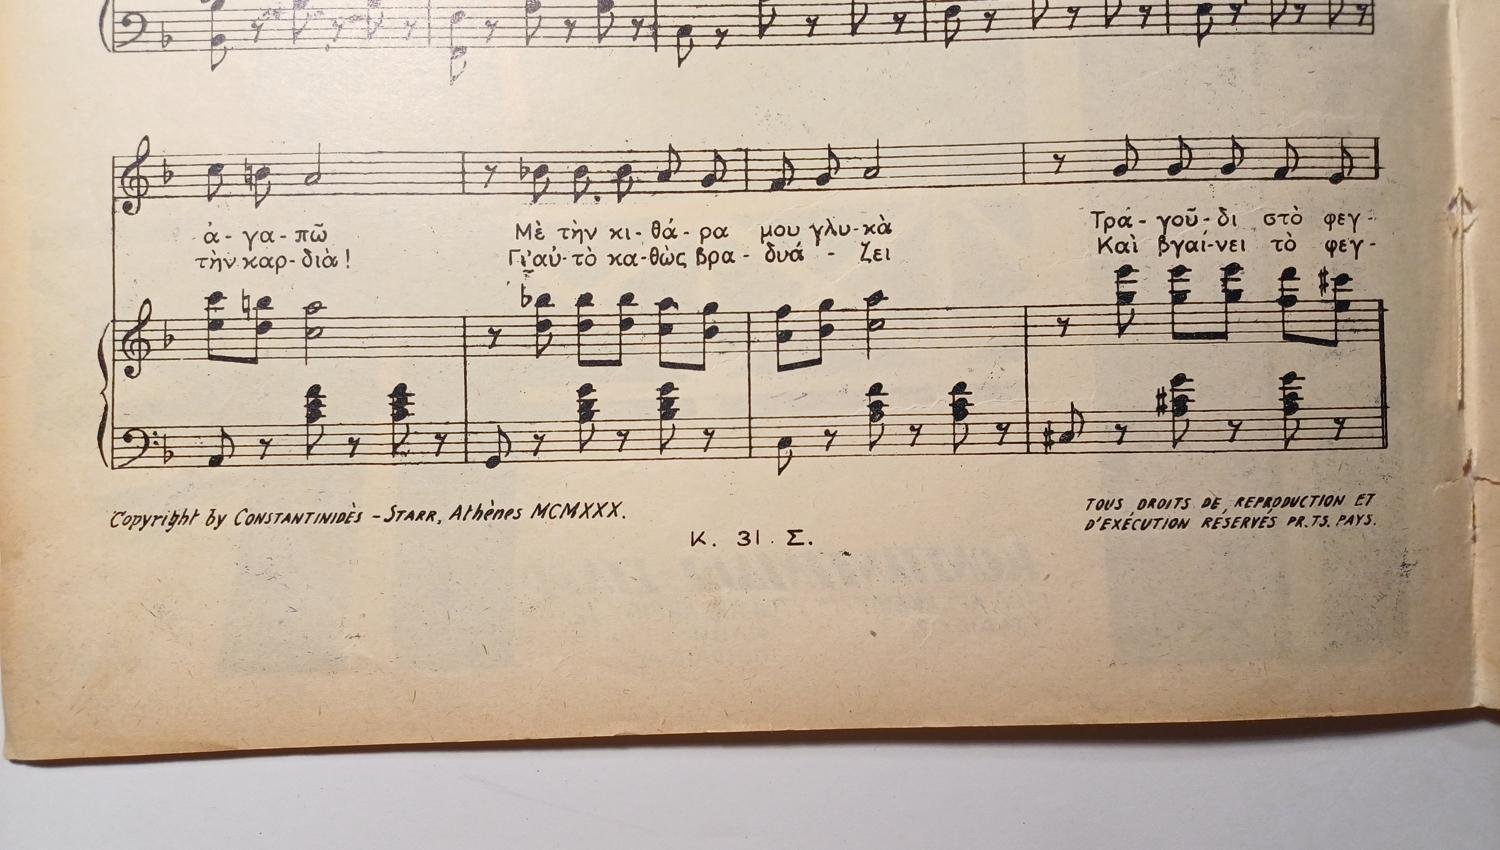 ἀ-γα-πῶ Μὲ τὴν κι-θά-ρα μου γλυ-κὰ Τρα-γοῦ-δι στὸ φεγ-
τὴν καρ-διὰ! Γι'αὐ-τὸ κα-θὼς βρα-δυά-ζει Καὶ βγαί-νει τὸ φεγ-
Copyright by CONSTANTINIDÈS - STARR, Athènes MCMXXX.
TOUS DROITS DE REPRODUCTION ET
D'EXÉCUTION RESERVÉS PR. TS. PAYS.
Κ. 31. Σ.